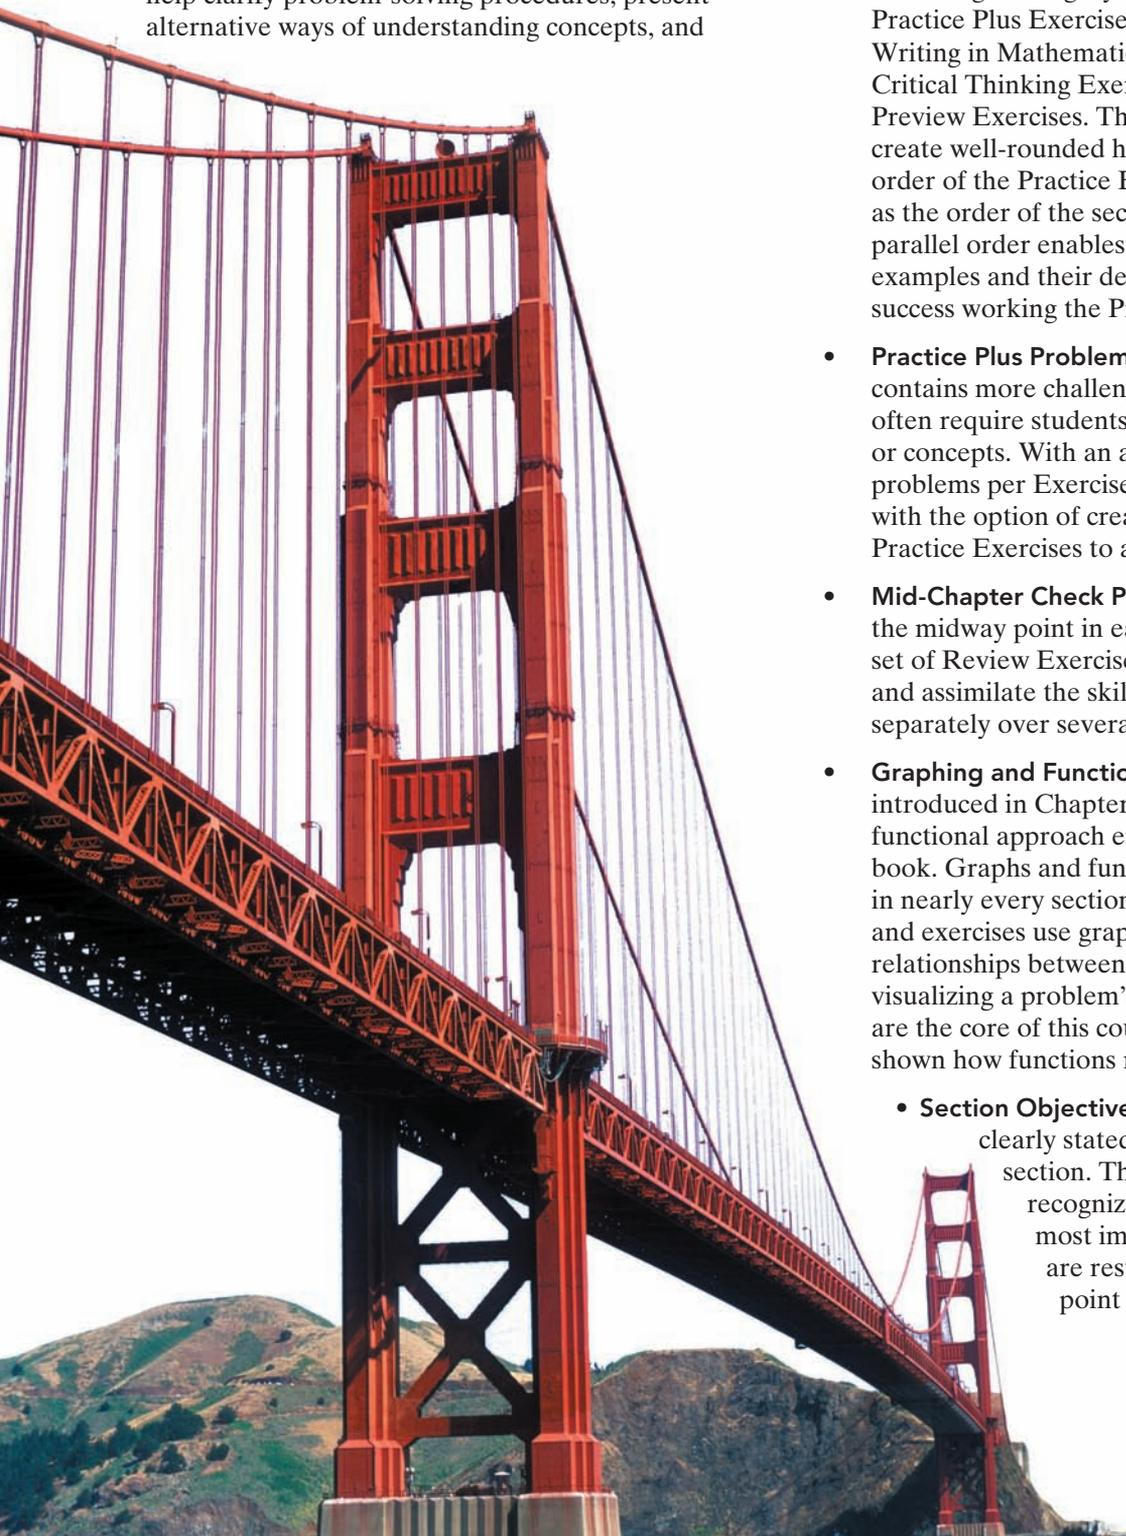 help clarify problem-solving procedures, present
alternative ways of understanding concepts, and
Practice Plus Exercise
Writing in Mathematic
Critical Thinking Exer
Preview Exercises. Th
create well-rounded h
order of the Practice E
as the order of the sec
parallel order enables
examples and their de
success working the Pr
• Practice Plus Problem
contains more challen
often require students
or concepts. With an a
problems per Exercise
with the option of crea
Practice Exercises to a
• Mid-Chapter Check P
the midway point in ea
set of Review Exercise
and assimilate the skil
separately over severa
• Graphing and Functio
introduced in Chapter
functional approach e
book. Graphs and fun
in nearly every section
and exercises use grap
relationships between
visualizing a problem’
are the core of this cou
shown how functions r
• Section Objective
clearly stated
section. Th
recogniz
most im
are res
point